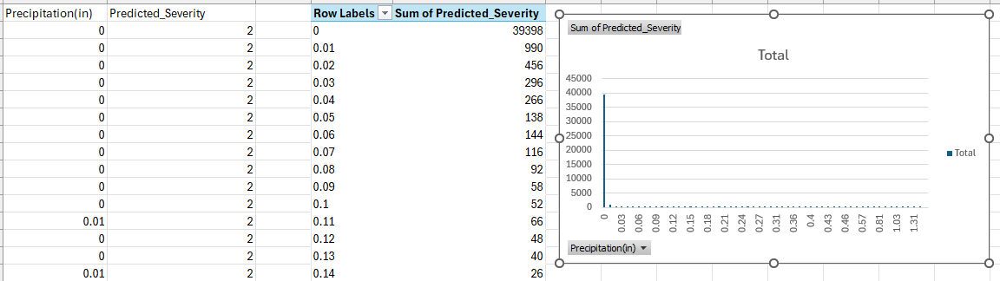 Precipitation(in) Predicted_Severity Row Labels Sum of Predicted_Severity
0 2 0 39398
0 2 0.01 990
0 2 0.02 456
0 2 0.03 296
0 2 0.04 266
0 2 0.05 138
0 2 0.06 144
0 2 0.07 116
0 2 0.08 92
0 2 0.09 58
0 2 0.1 52
0.01 2 0.11 66
0 2 0.12 48
0 2 0.13 40
0.01 2 0.14 26
Sum of Predicted_Severity
Total
45000
40000
35000
30000
25000
20000
15000
10000
5000
0
0 0.03 0.06 0.09 0.12 0.15 0.18 0.21 0.24 0.27 0.31 0.36 0.4 0.43 0.46 0.57 0.81 1.03 1.31
Total
Precipitation(in)